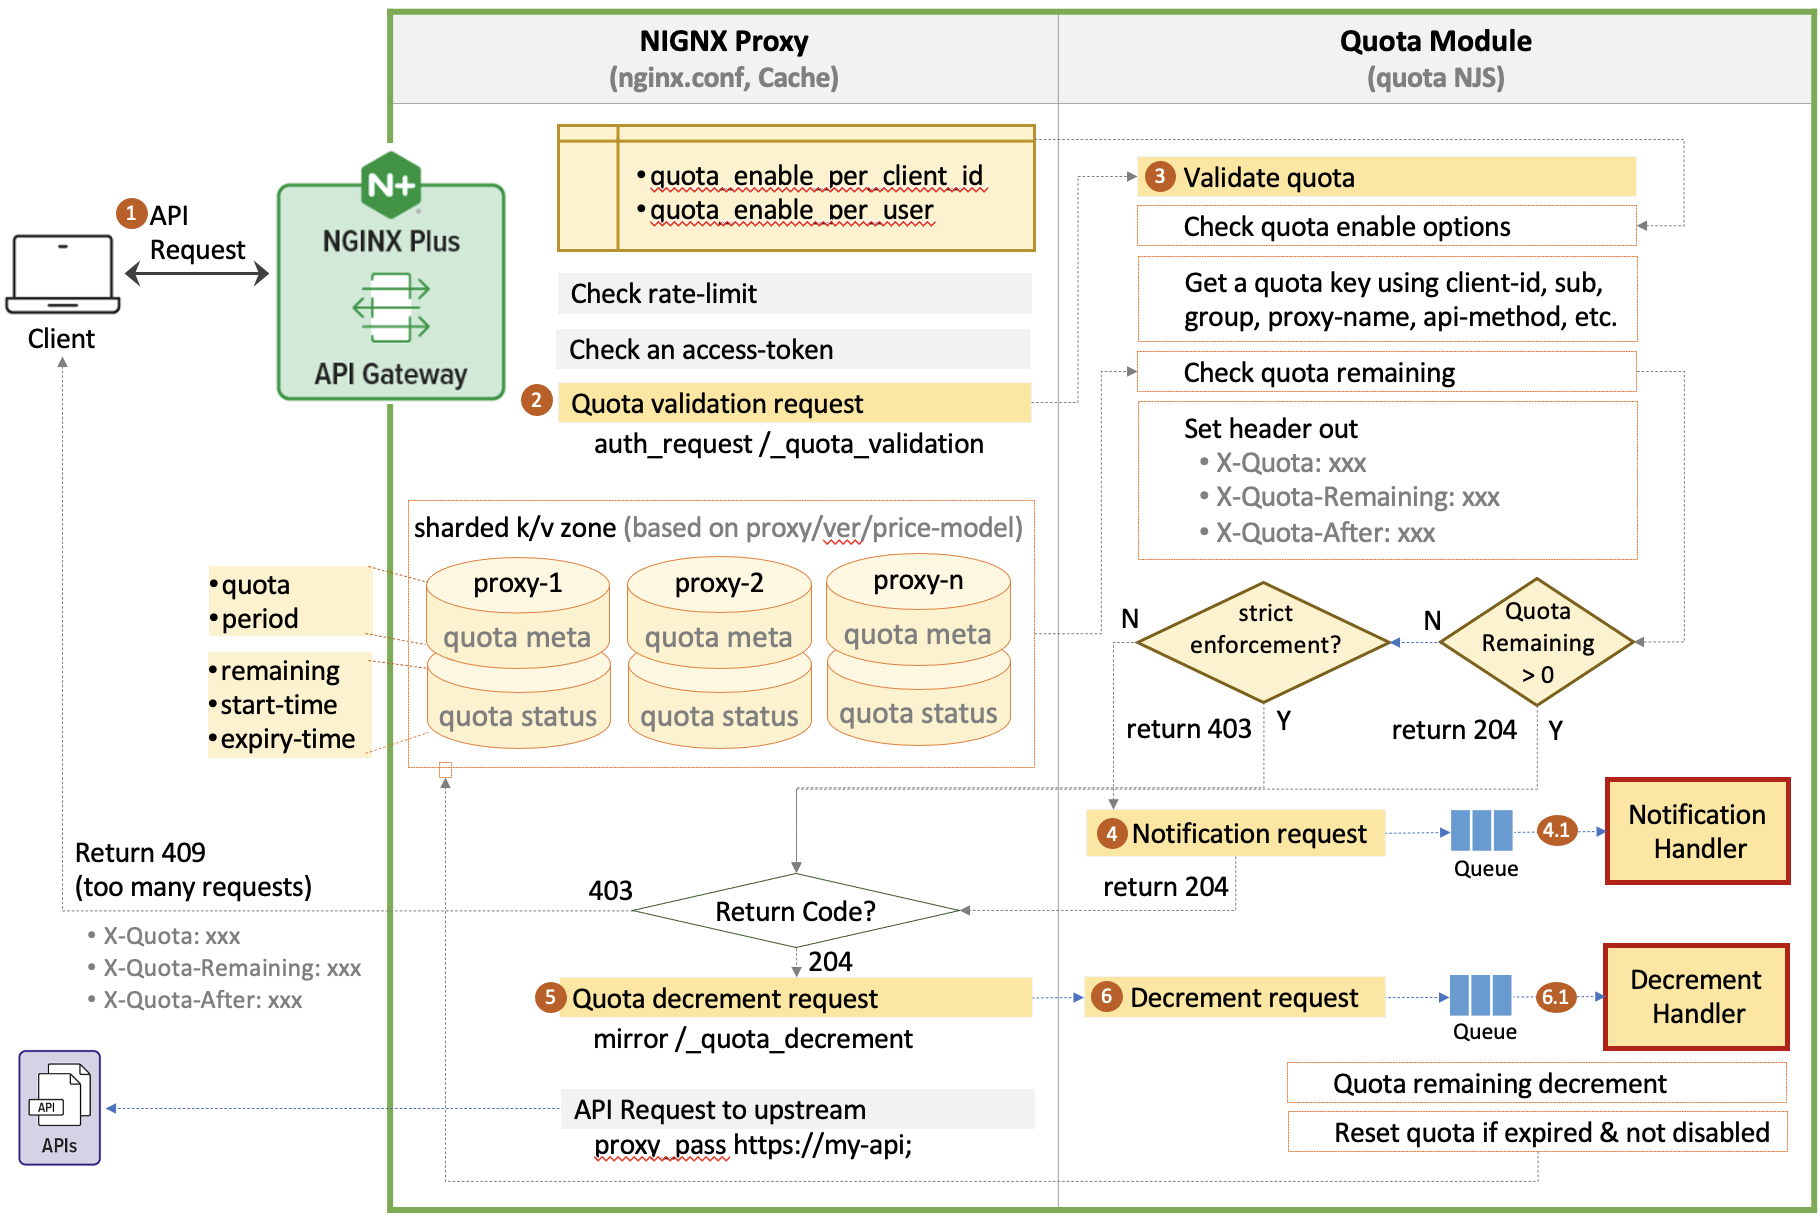 NIGNX Proxy
(nginx.conf, Cache)
Quota Module
(quota NJS)
1
API
Request
Client
N+
NGINX Plus
API Gateway
•quota_enable_per_client_id
•quota_enable_per_user
Check rate-limit
Check an access-token
2
Quota validation request
auth_request /_quota_validation
3
Validate quota
Check quota enable options
Get a quota key using client-id, sub,
group, proxy-name, api-method, etc.
Check quota remaining
Set header out
• X-Quota: xxx
• X-Quota-Remaining: xxx
• X-Quota-After: xxx
sharded k/v zone (based on proxy/ver/price-model)
proxy-1
proxy-2
proxy-n
quota meta
quota meta
quota meta
quota status
quota status
quota status
•quota
•period
•remaining
•start-time
•expiry-time
N
strict
enforcement?
N
Quota
Remaining
> 0
return 403
Y
return 204
Y
4
Notification request
Queue
4.1
Notification
Handler
return 204
Return 409
(too many requests)
• X-Quota: xxx
• X-Quota-Remaining: xxx
• X-Quota-After: xxx
403
Return Code?
204
5
Quota decrement request
mirror /_quota_decrement
6
Decrement request
Queue
6.1
Decrement
Handler
Quota remaining decrement
Reset quota if expired & not disabled
API
APIs
API Request to upstream
proxy_pass https://my-api;